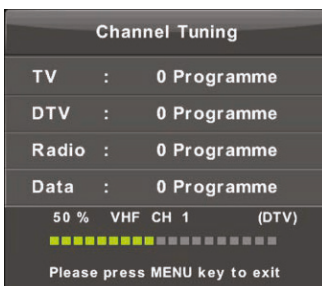 Channel Tuning
TV : 0 Programme
DTV : 0 Programme
Radio : 0 Programme
Data : 0 Programme
50 % VHF CH 1 (DTV)
Please press MENU key to exit